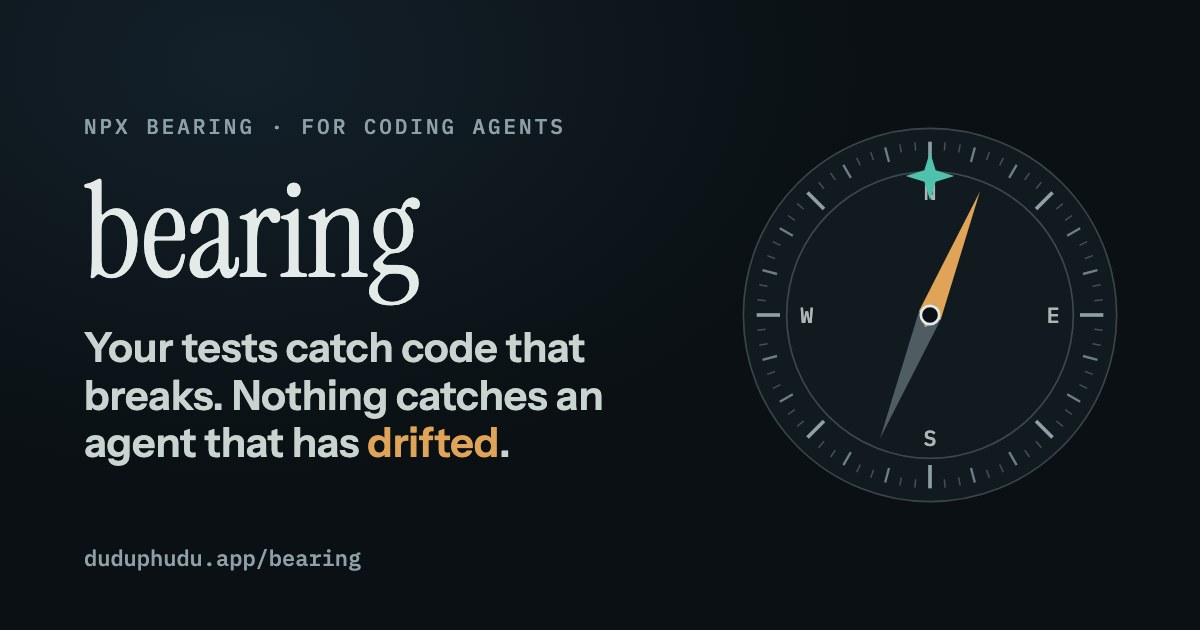 NPX BEARING · FOR CODING AGENTS
bearing
Your tests catch code that
breaks. Nothing catches an
agent that has drifted.
duduphudu.app/bearing
N
W
E
S